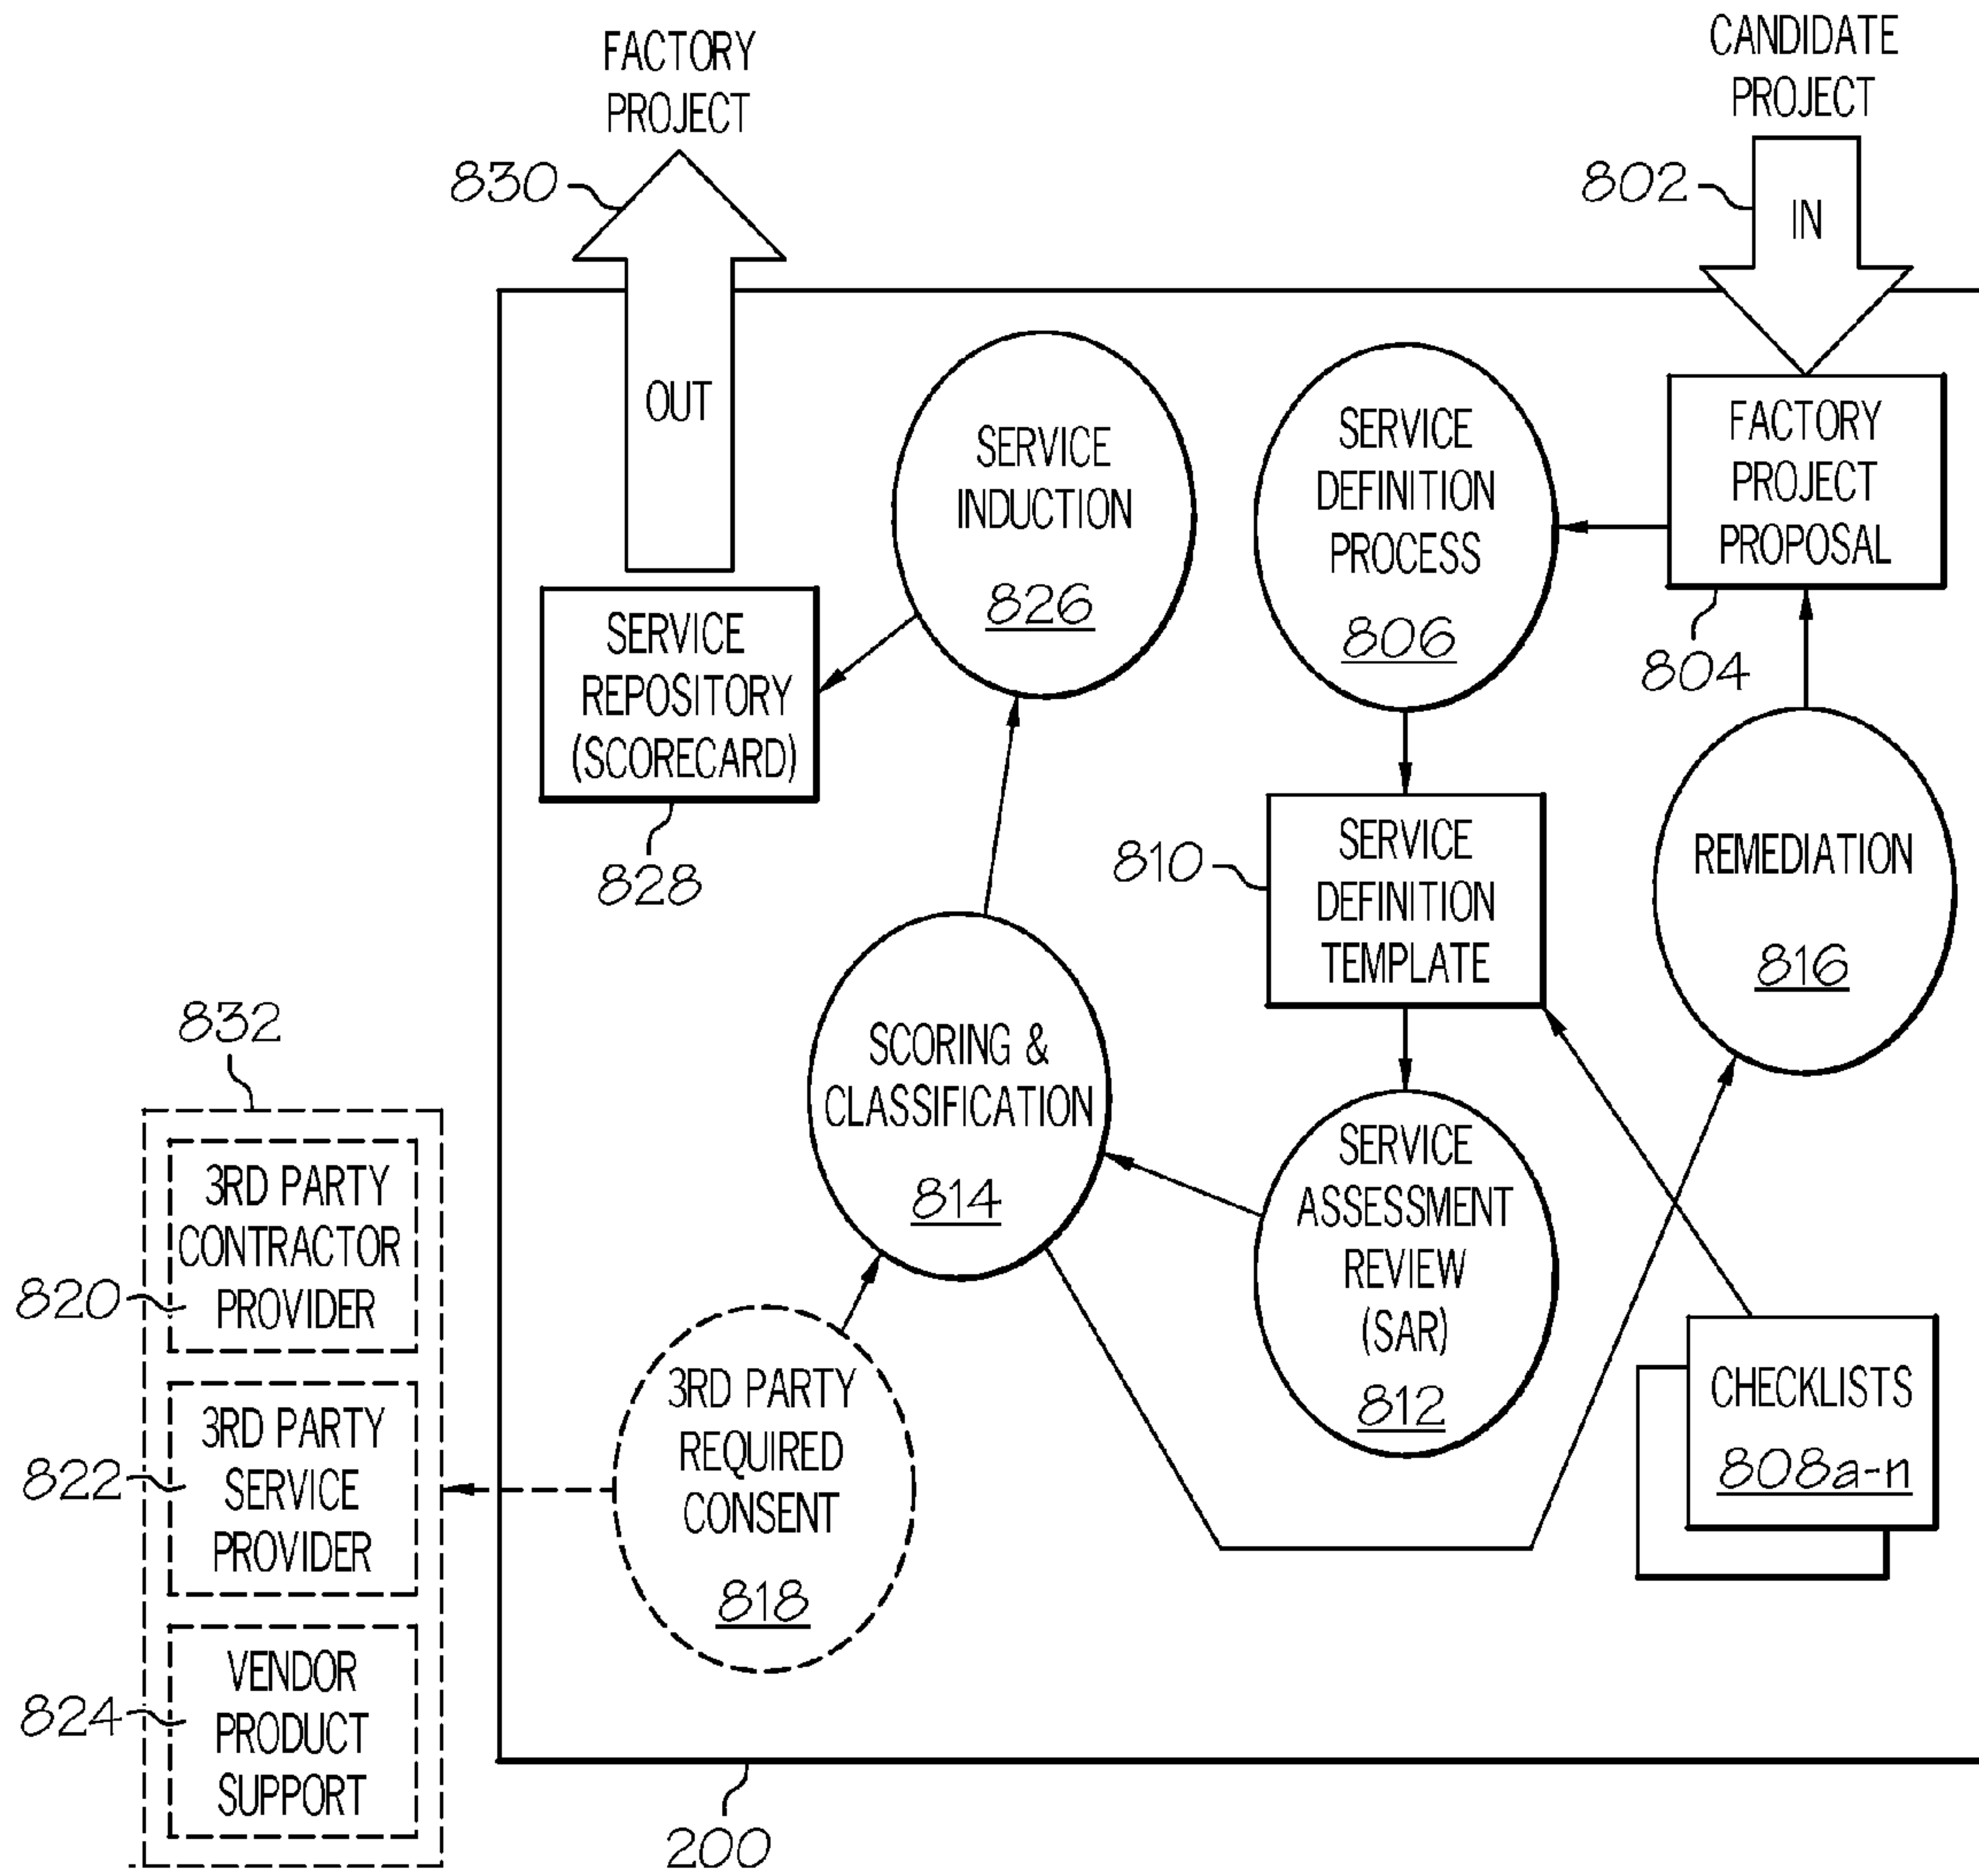 FACTORY
PROJECT
830
OUT
CANDIDATE
PROJECT
802
IN
FACTORY
PROJECT
PROPOSAL
804
SERVICE
DEFINITION
PROCESS
806
SERVICE
INDUCTION
826
SERVICE
REPOSITORY
(SCORECARD)
828
810
SERVICE
DEFINITION
TEMPLATE
REMEDIATION
816
SCORING &
CLASSIFICATION
814
SERVICE
ASSESSMENT
REVIEW
(SAR)
812
CHECKLISTS
808a-n
3RD PARTY
REQUIRED
CONSENT
818
832
3RD PARTY
CONTRACTOR
PROVIDER
820
3RD PARTY
SERVICE
PROVIDER
822
VENDOR
PRODUCT
SUPPORT
824
200